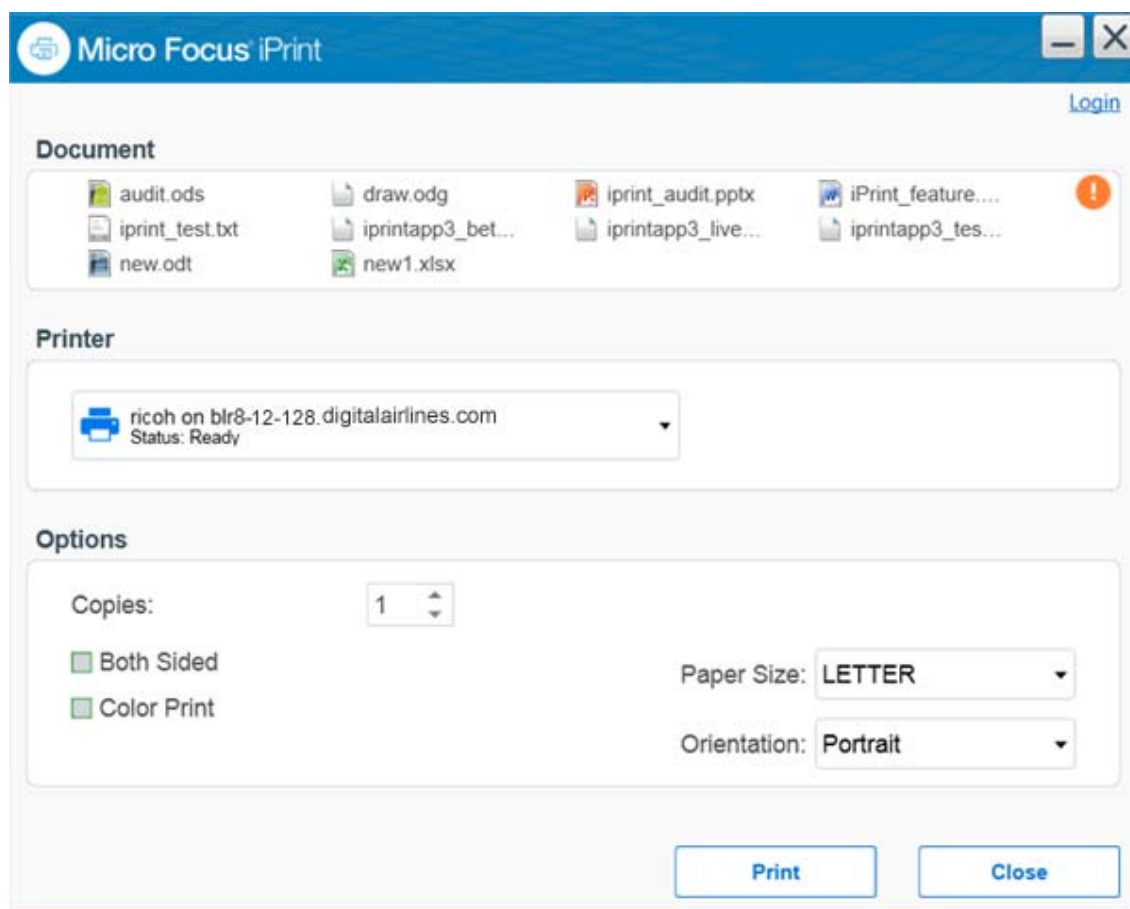 Micro Focus iPrint
Login
Document
audit.ods draw.odg iprint_audit.pptx iPrint_feature....
iprint_test.txt iprintapp3_bet... iprintapp3_live... iprintapp3_tes...
new.odt new1.xlsx
Printer
ricoh on blr8-12-128.digitalairlines.com
Status: Ready
Options
Copies: 1
Both Sided
Paper Size: LETTER
Color Print
Orientation: Portrait
Print Close